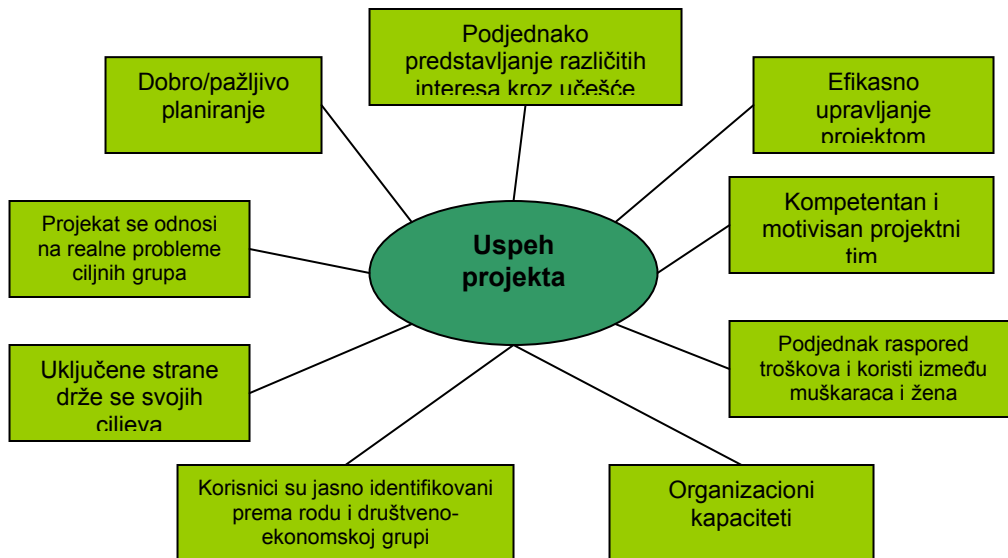 Podjednako
predstavljanje različitih
interesa kroz učešće
Dobro/pažljivo
planiranje
Efikasno
upravljanje
projektom
Projekat se odnosi
na realne probleme
ciljnih grupa
Uspeh
projekta
Kompetentan i
motivisan projektni
tim
Uključene strane
drže se svojih
ciljeva
Podjednak raspored
troškova i koristi između
muškaraca i žena
Korisnici su jasno identifikovani
prema rodu i društveno-
ekonomskoj grupi
Organizacioni
kapaciteti